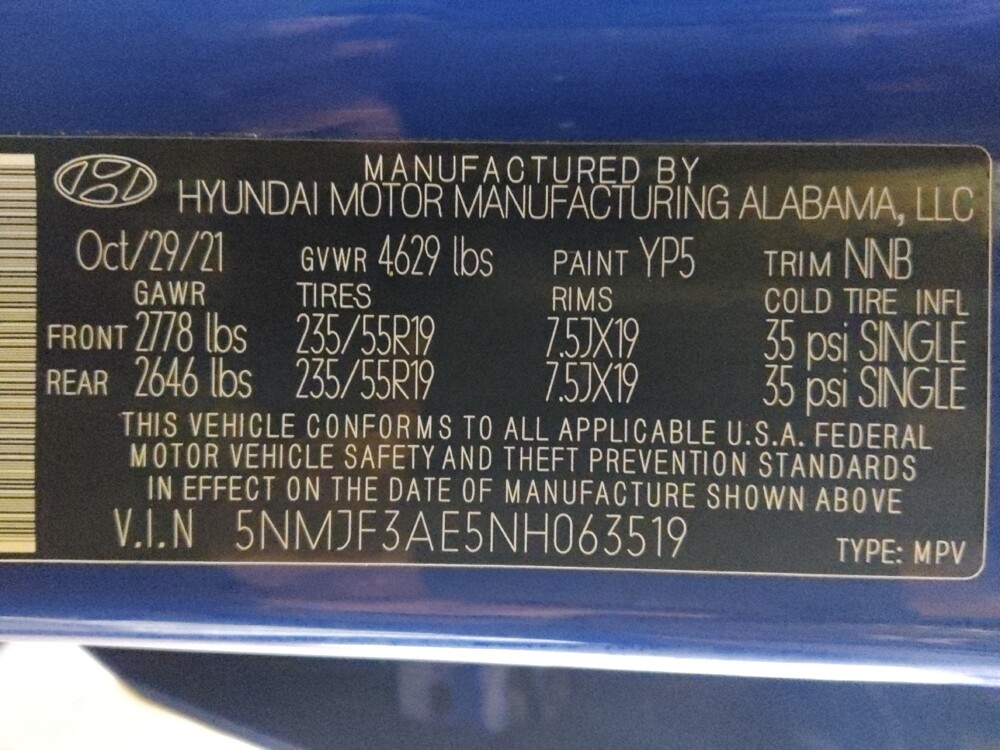 MANUFACTURED BY
HYUNDAI MOTOR MANUFACTURING ALABAMA, LLC
Oct/29/21 GVWR 4629 lbs PAINT YP5 TRIM NNB
GAWR TIRES RIMS COLD TIRE INFL
FRONT 2778 lbs 235/55R19 7.5JX19 35 psi SINGLE
REAR 2646 lbs 235/55R19 7.5JX19 35 psi SINGLE
THIS VEHICLE CONFORMS TO ALL APPLICABLE U.S.A. FEDERAL
MOTOR VEHICLE SAFETY AND THEFT PREVENTION STANDARDS
IN EFFECT ON THE DATE OF MANUFACTURE SHOWN ABOVE
V.I.N 5NMJF3AE5NH063519 TYPE: MPV